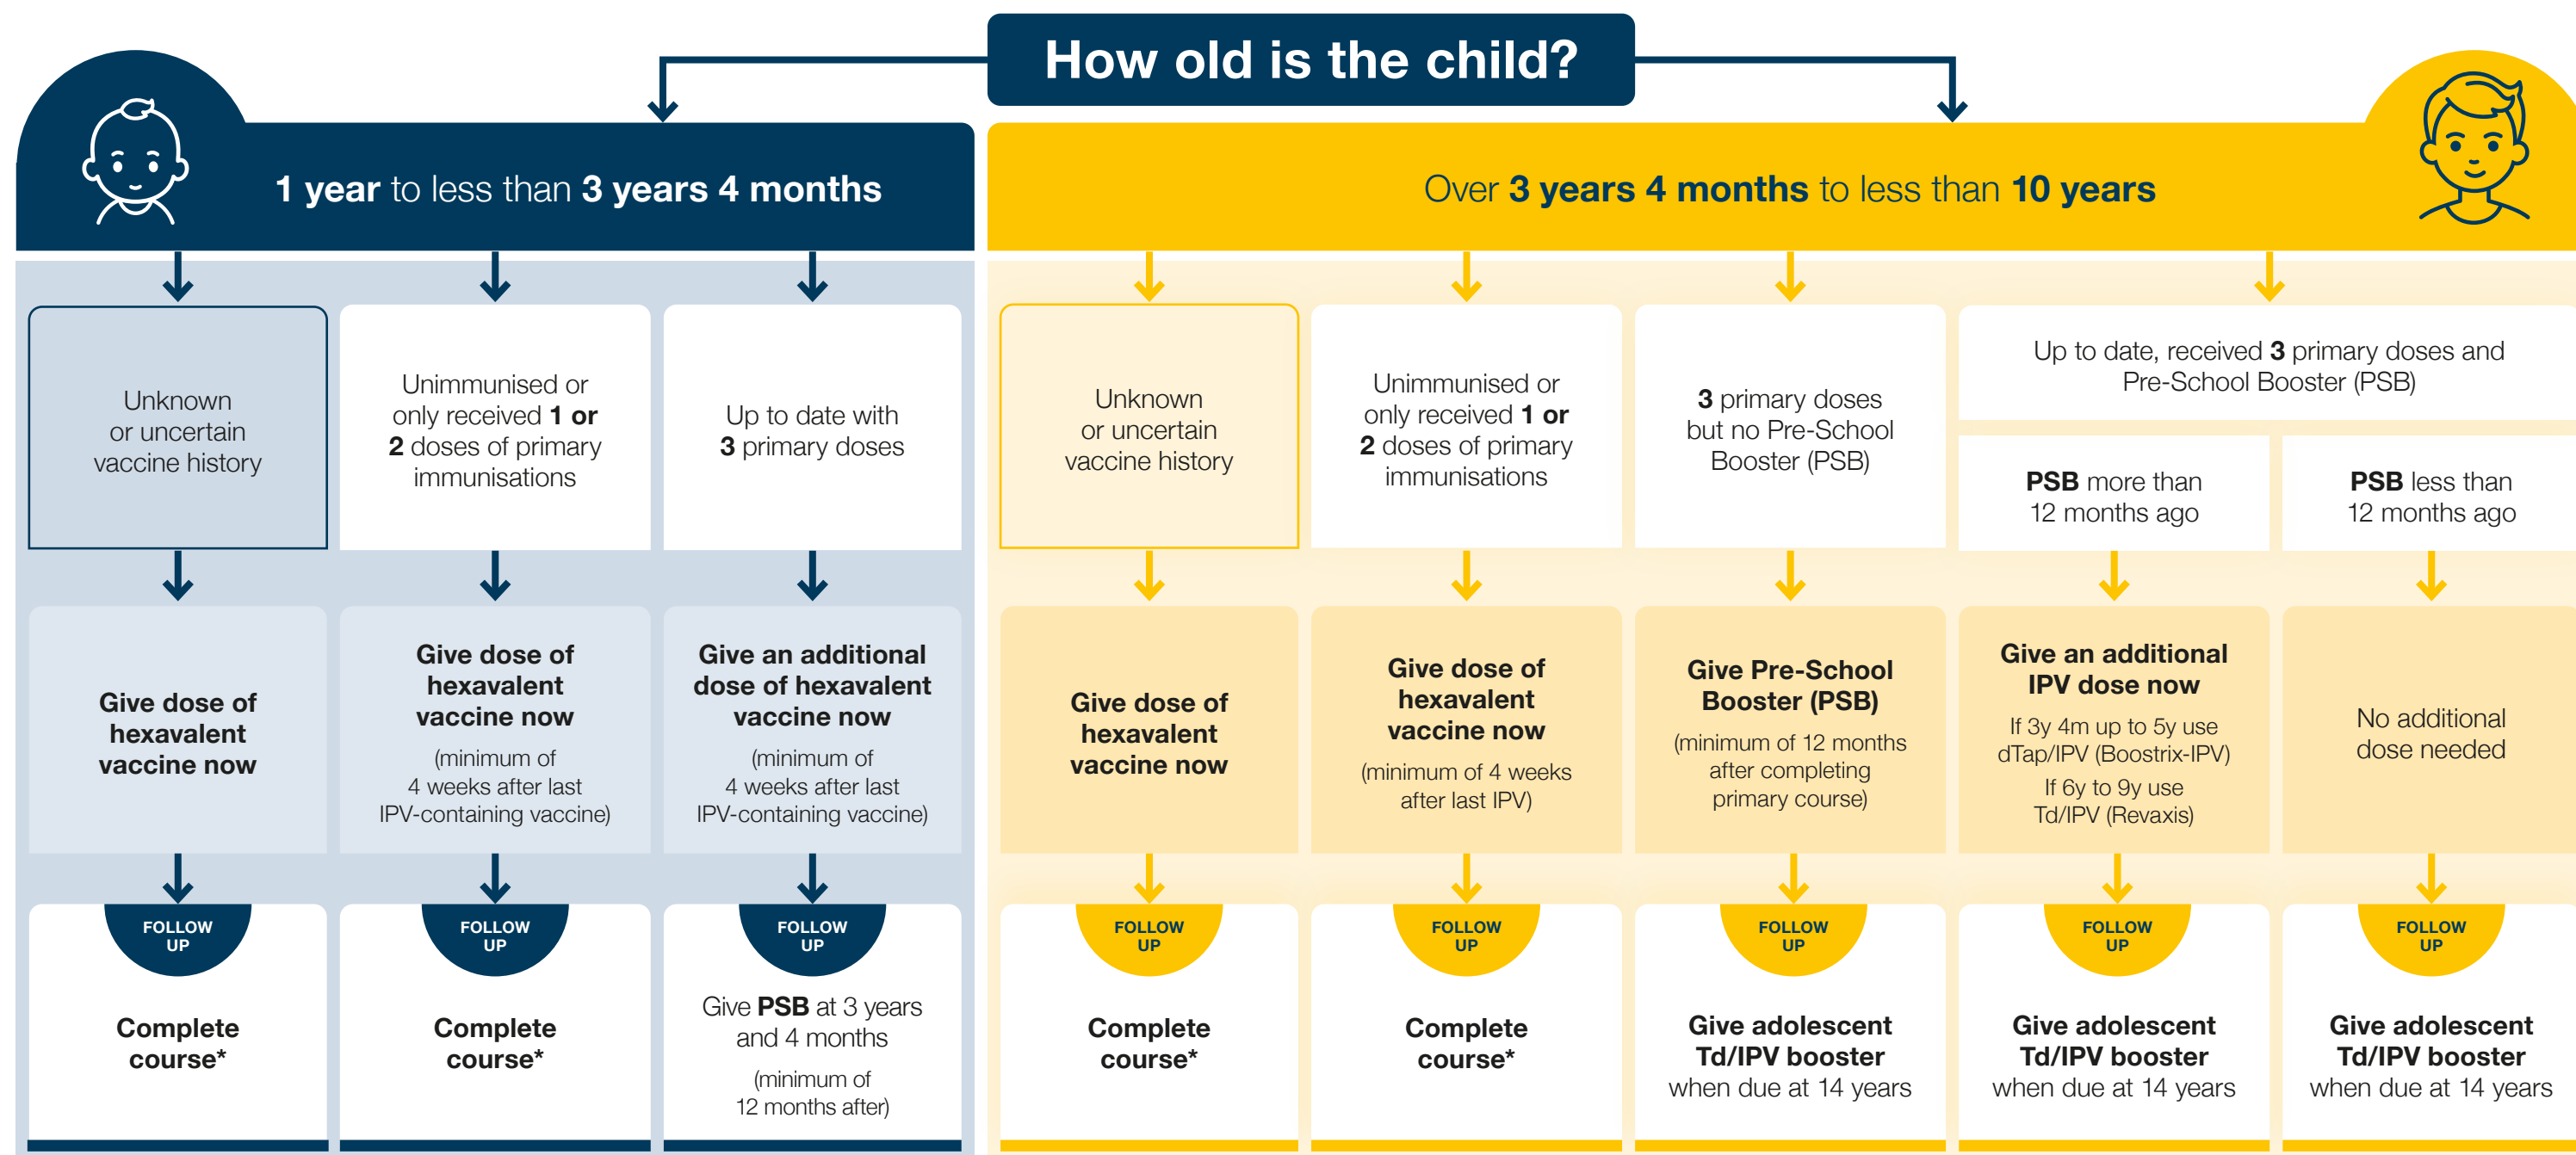 How old is the child?
1 year to less than 3 years 4 months
Unknown
or uncertain
vaccine history
Give dose of
hexavalent
vaccine now
FOLLOW
UP
Complete
course*
Unimmunised or
only received 1 or
2 doses of primary
immunisations
Give dose of
hexavalent
vaccine now
(minimum of
4 weeks after last
IPV-containing vaccine)
FOLLOW
UP
Complete
course*
Up to date with
3 primary doses
Give an additional
dose of hexavalent
vaccine now
(minimum of
4 weeks after last
IPV-containing vaccine)
FOLLOW
UP
Give PSB at 3 years
and 4 months
(minimum of
12 months after)
Over 3 years 4 months to less than 10 years
Unknown
or uncertain
vaccine history
Give dose of
hexavalent
vaccine now
FOLLOW
UP
Complete
course*
Unimmunised or
only received 1 or
2 doses of primary
immunisations
Give dose of
hexavalent
vaccine now
(minimum of 4 weeks
after last IPV)
FOLLOW
UP
Complete
course*
3 primary doses
but no Pre-School
Booster (PSB)
Give Pre-School
Booster (PSB)
(minimum of 12 months
after completing
primary course)
FOLLOW
UP
Give adolescent
Td/IPV booster
when due at 14 years
Up to date, received 3 primary doses and
Pre-School Booster (PSB)
PSB more than
12 months ago
Give an additional
IPV dose now
If 3y 4m up to 5y use
dTap/IPV (Boostrix-IPV)
If 6y to 9y use
Td/IPV (Revaxis)
FOLLOW
UP
Give adolescent
Td/IPV booster
when due at 14 years
PSB less than
12 months ago
No additional
dose needed
FOLLOW
UP
Give adolescent
Td/IPV booster
when due at 14 years